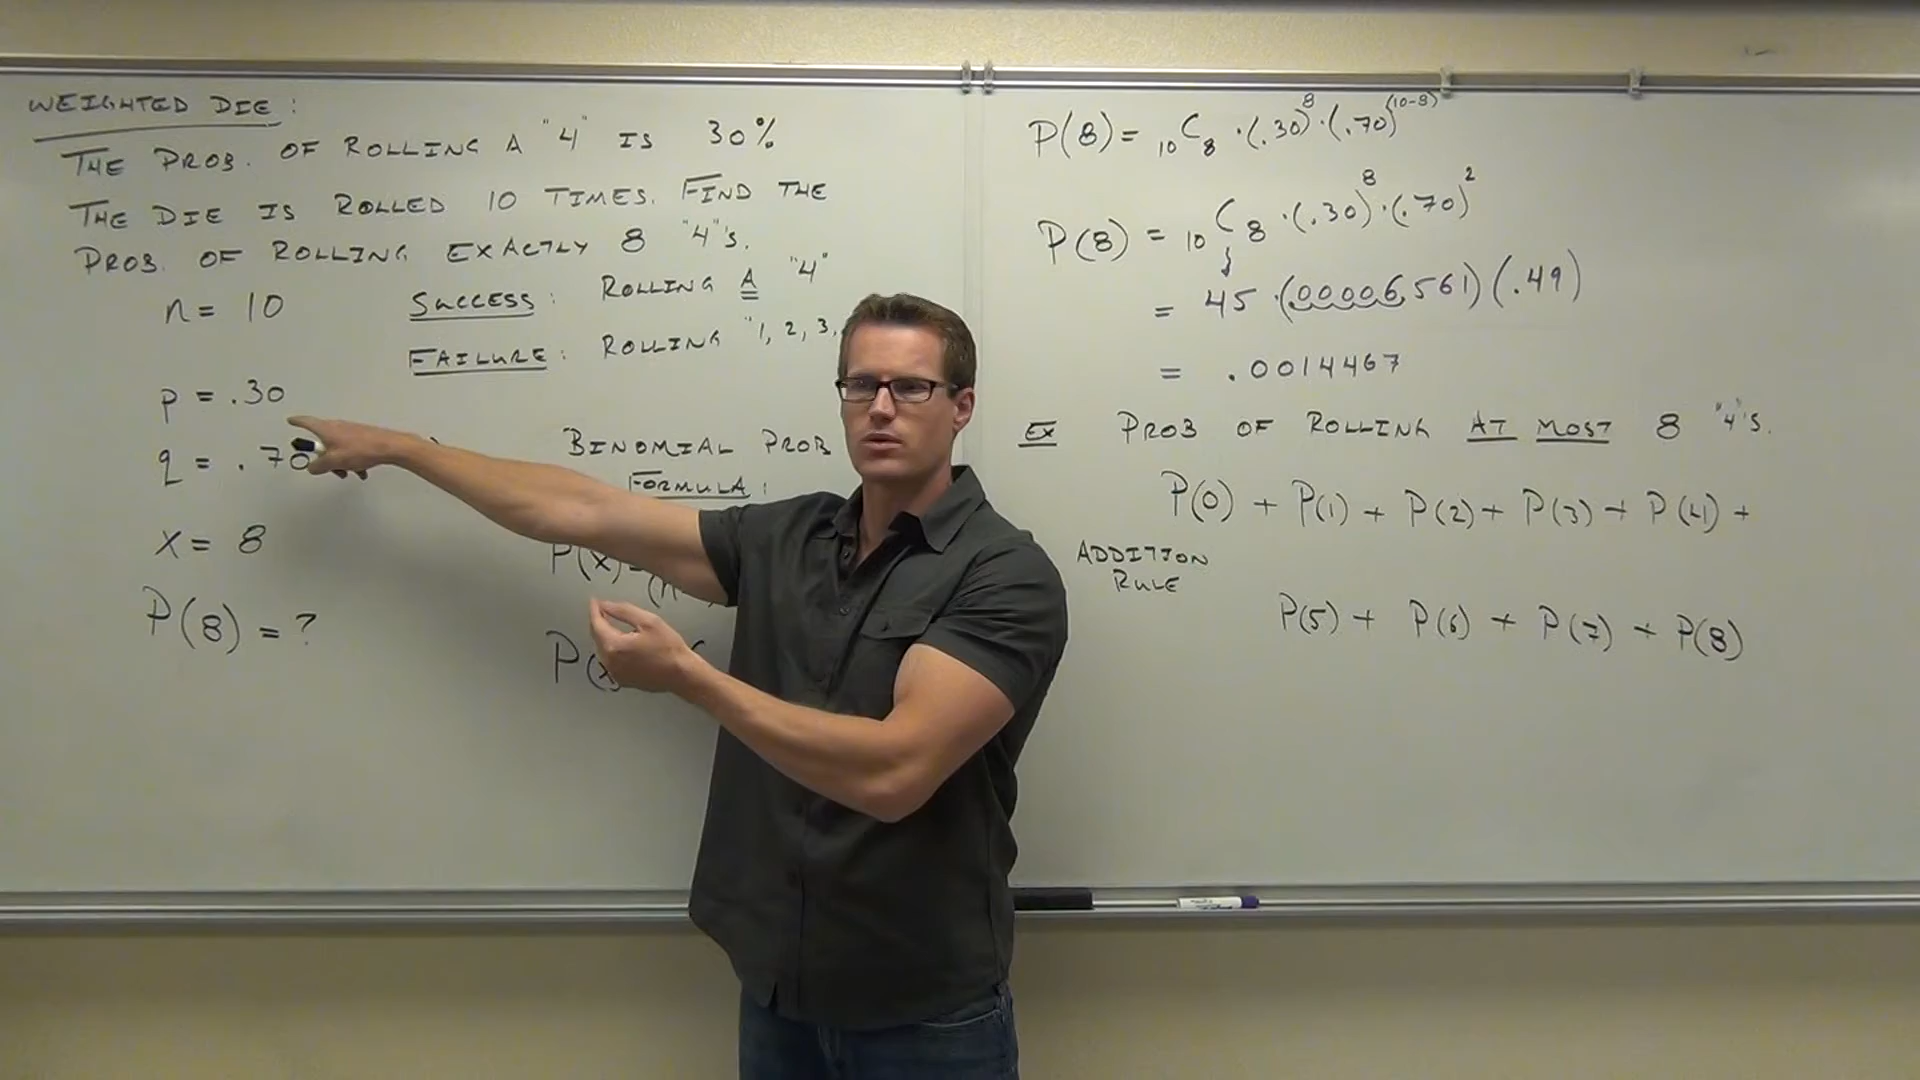 WEIGHTED DIE:
THE PROB. OF ROLLING A "4" IS 30%
THE DIE IS ROLLED 10 TIMES. FIND THE
PROB. OF ROLLING EXACTLY 8 "4"'S.
n = 10
SUCCESS: ROLLING A "4"
FAILURE: ROLLING "1, 2, 3,
p = .30
q = .70
x = 8
P(8) = ?
BINOMIAL PROB
FORMULA:
P(x) =
P(x)
P(8) = ₁₀C₈ · (.30)⁸ · (.70)⁽¹⁰⁻⁸⁾
P(8) = ₁₀C₈ · (.30)⁸ · (.70)²
= 45 · (.00006561)(.49)
= .0014467
EX PROB OF ROLLING AT MOST 8 "4"'S.
P(0) + P(1) + P(2) + P(3) + P(4) +
ADDITION
RULE
P(5) + P(6) + P(7) + P(8)